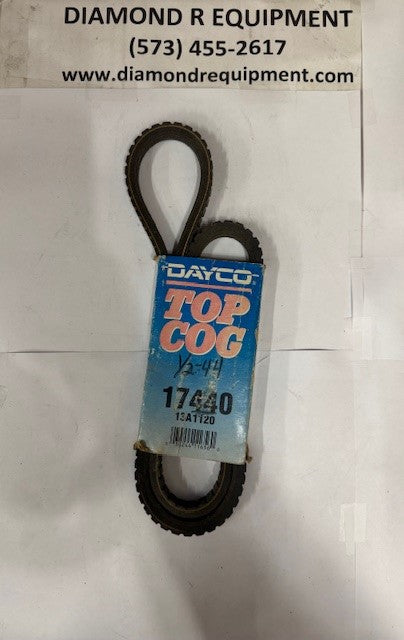 DIAMOND R EQUIPMENT
(573) 455-2617
www.diamondrequipment.com
DAYCO
TOP
COG
1/2-44
17440
13A1120